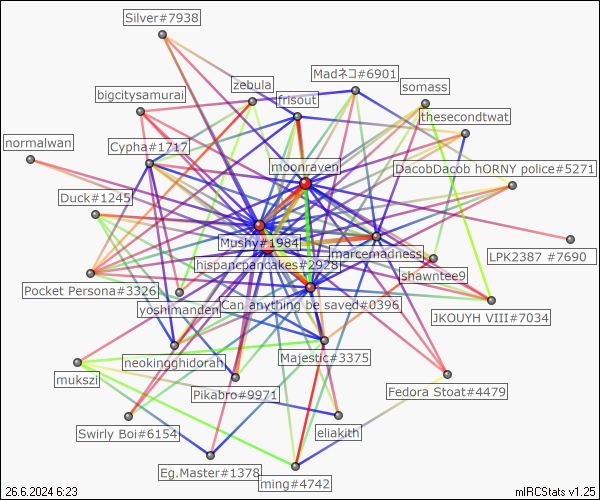 Silver#7938
Madネコ#6901
zebula
somass
bigcitysamurai
frisout
thesecondtwat
normalwan
Cypha#1717
moonraven
DacobDacob hORNY police#5271
Duck#1245
Mushy#1984
marcemadness
LPK2387 #7690
hispancpancakes#2928
shawntee9
Pocket Persona#3326
Can anything be saved#0396
yoshimanden
JKOUYH VIII#7034
neokingghidorah
Majestic#3375
mukszi
Pikabro#9971
Fedora Stoat#4479
Swirly Boi#6154
eliakith
Eg.Master#1378
ming#4742
26.6.2024 6:23
mIRCStats v1.25